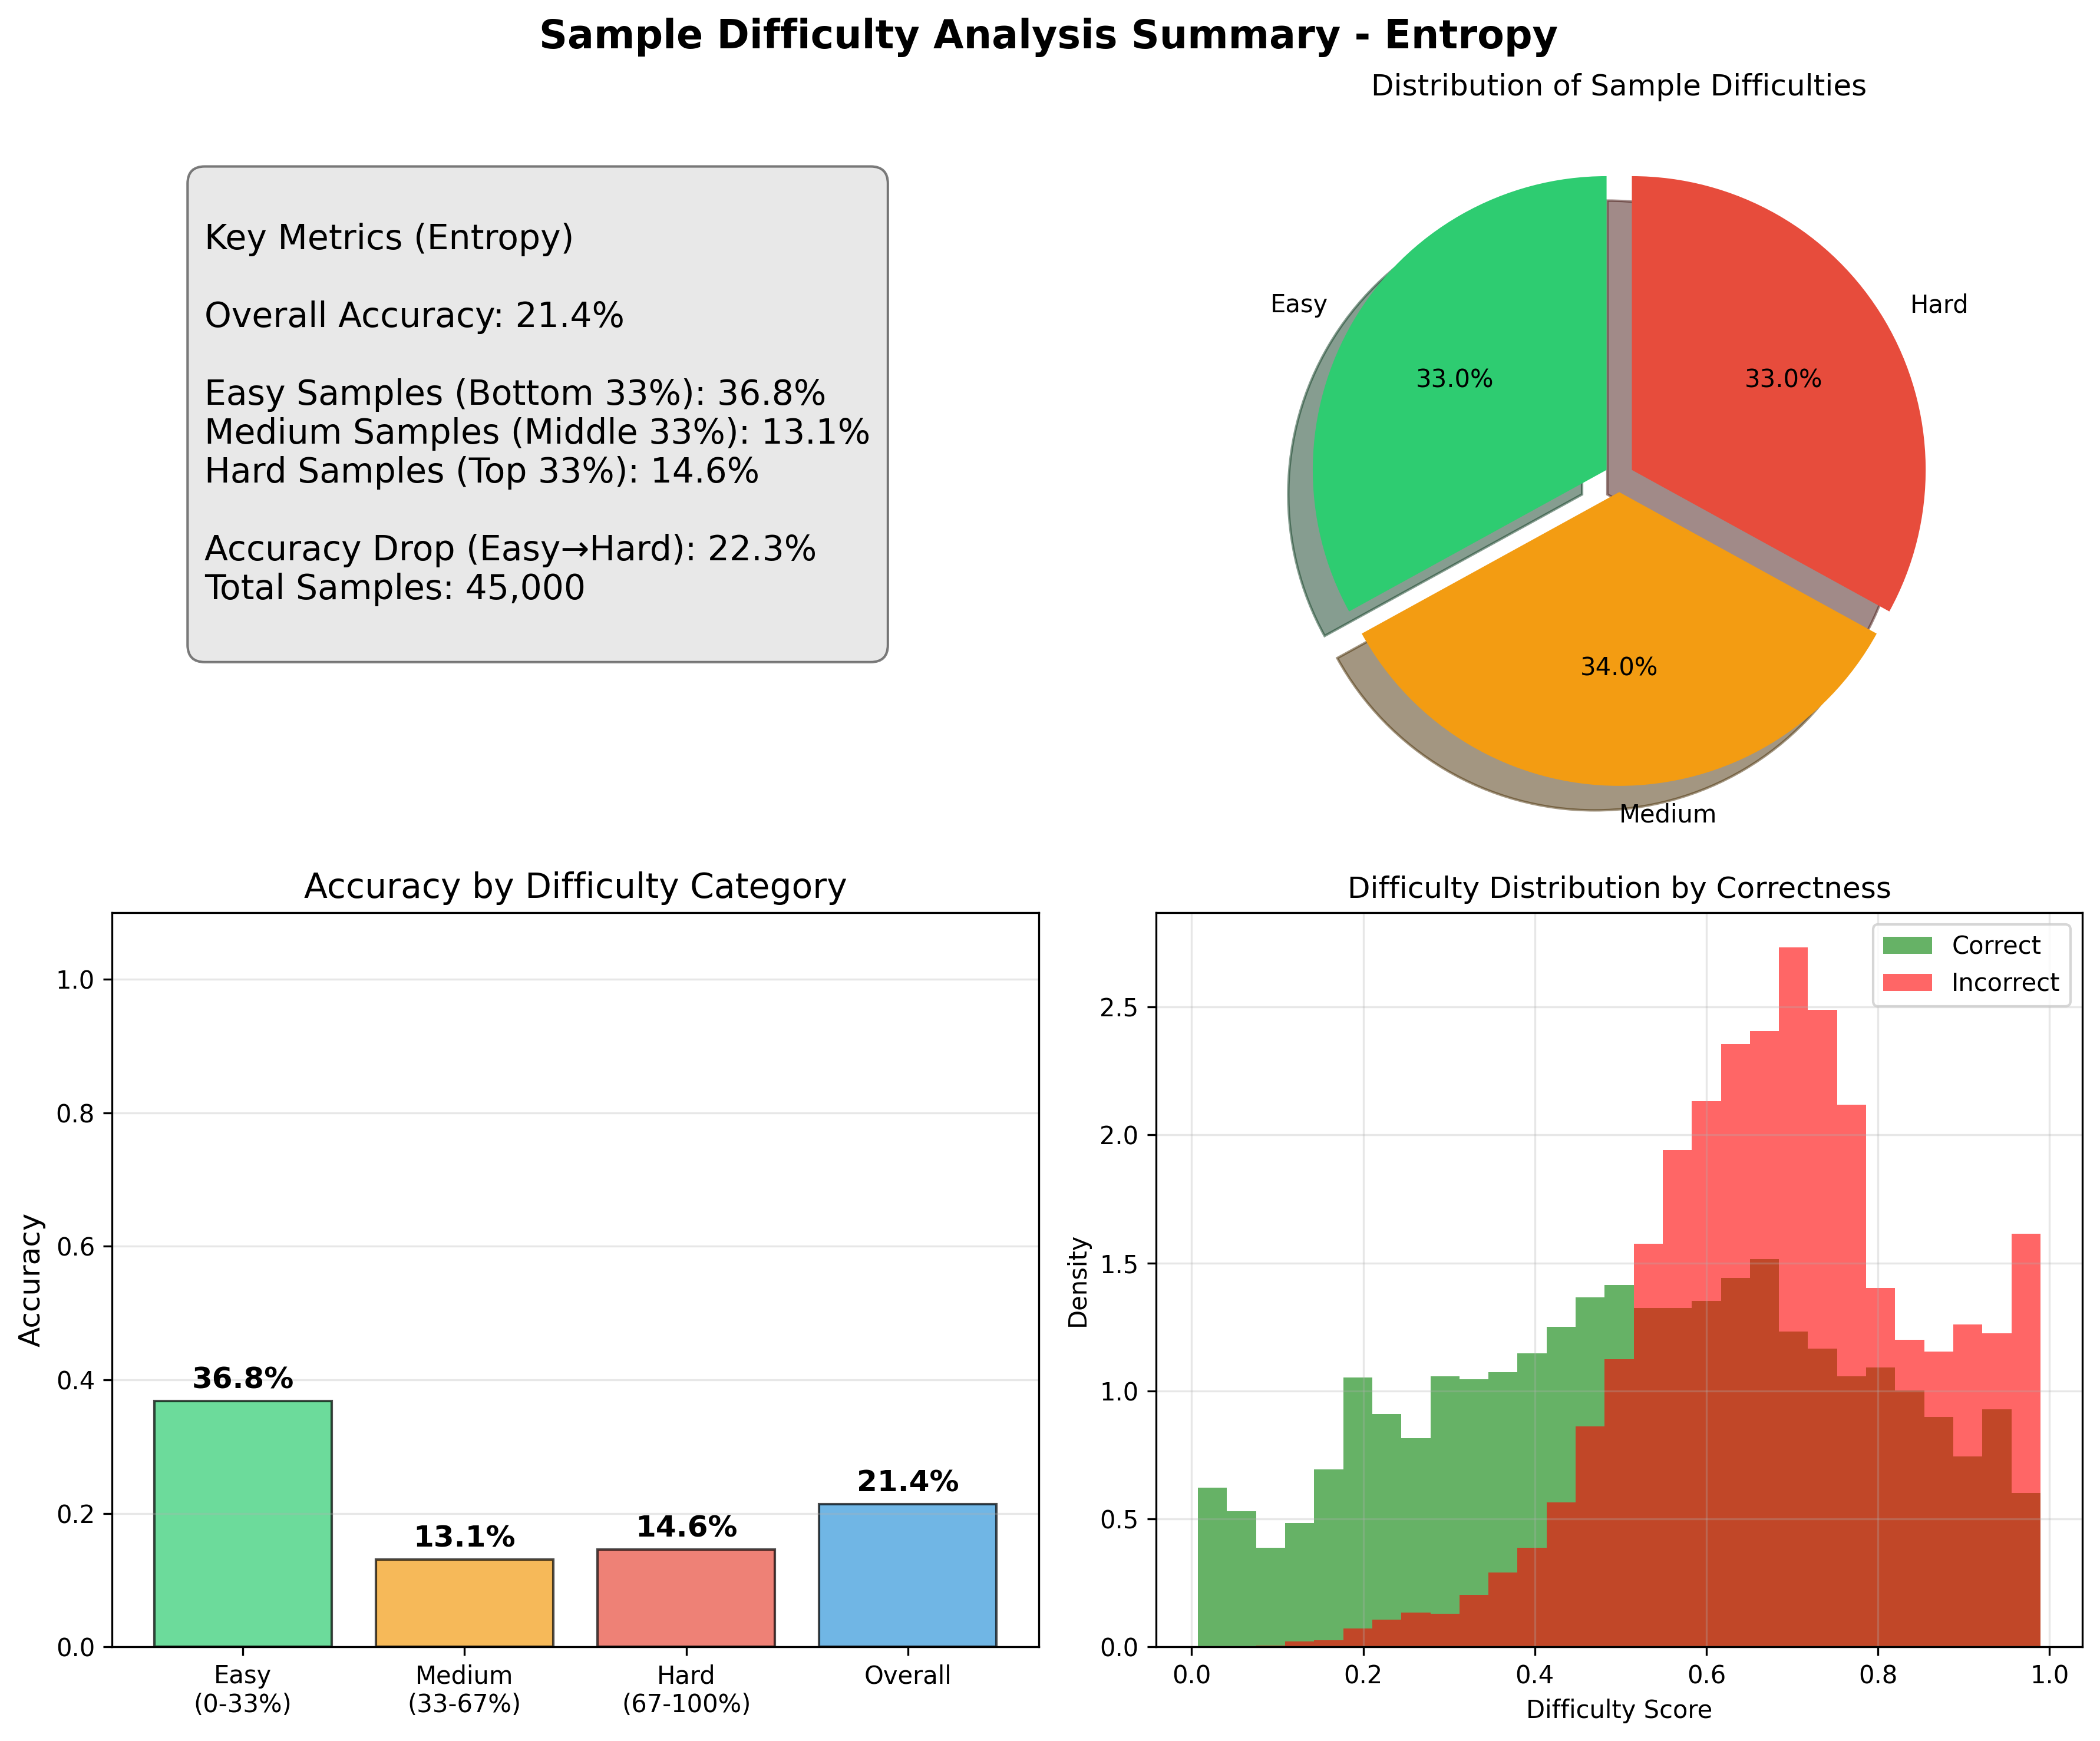 Sample Difficulty Analysis Summary - Entropy
Key Metrics (Entropy)
Overall Accuracy: 21.4%
Easy Samples (Bottom 33%): 36.8%
Medium Samples (Middle 33%): 13.1%
Hard Samples (Top 33%): 14.6%
Accuracy Drop (Easy→Hard): 22.3%
Total Samples: 45,000
Distribution of Sample Difficulties
Easy
Hard
33.0%
33.0%
34.0%
Medium
Accuracy by Difficulty Category
Accuracy
1.0
0.8
0.6
0.4
0.2
0.0
36.8%
13.1%
14.6%
21.4%
Easy
(0-33%)
Medium
(33-67%)
Hard
(67-100%)
Overall
Difficulty Distribution by Correctness
Correct
Incorrect
Density
2.5
2.0
1.5
1.0
0.5
0.0
0.0 0.2 0.4 0.6 0.8 1.0
Difficulty Score